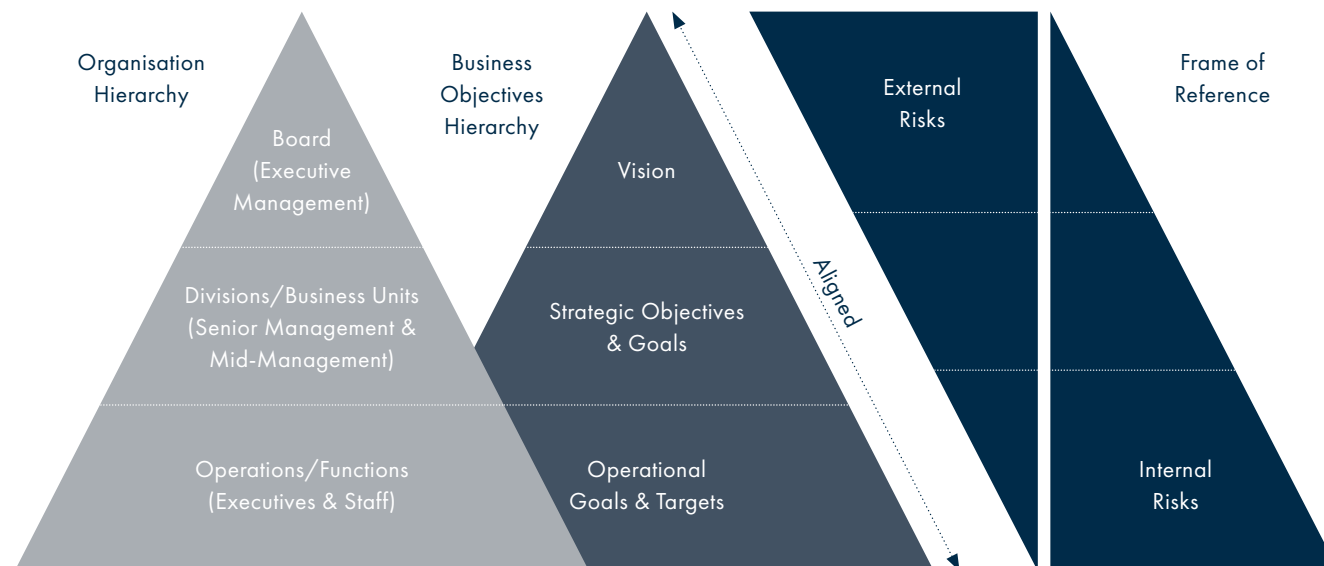 Organisation
Hierarchy
Board
(Executive
Management)
Divisions/Business Units
(Senior Management &
Mid-Management)
Operations/Functions
(Executives & Staff)
Business
Objectives
Hierarchy
Vision
Strategic Objectives
& Goals
Operational
Goals & Targets
Aligned
External
Risks
Frame of
Reference
Internal
Risks